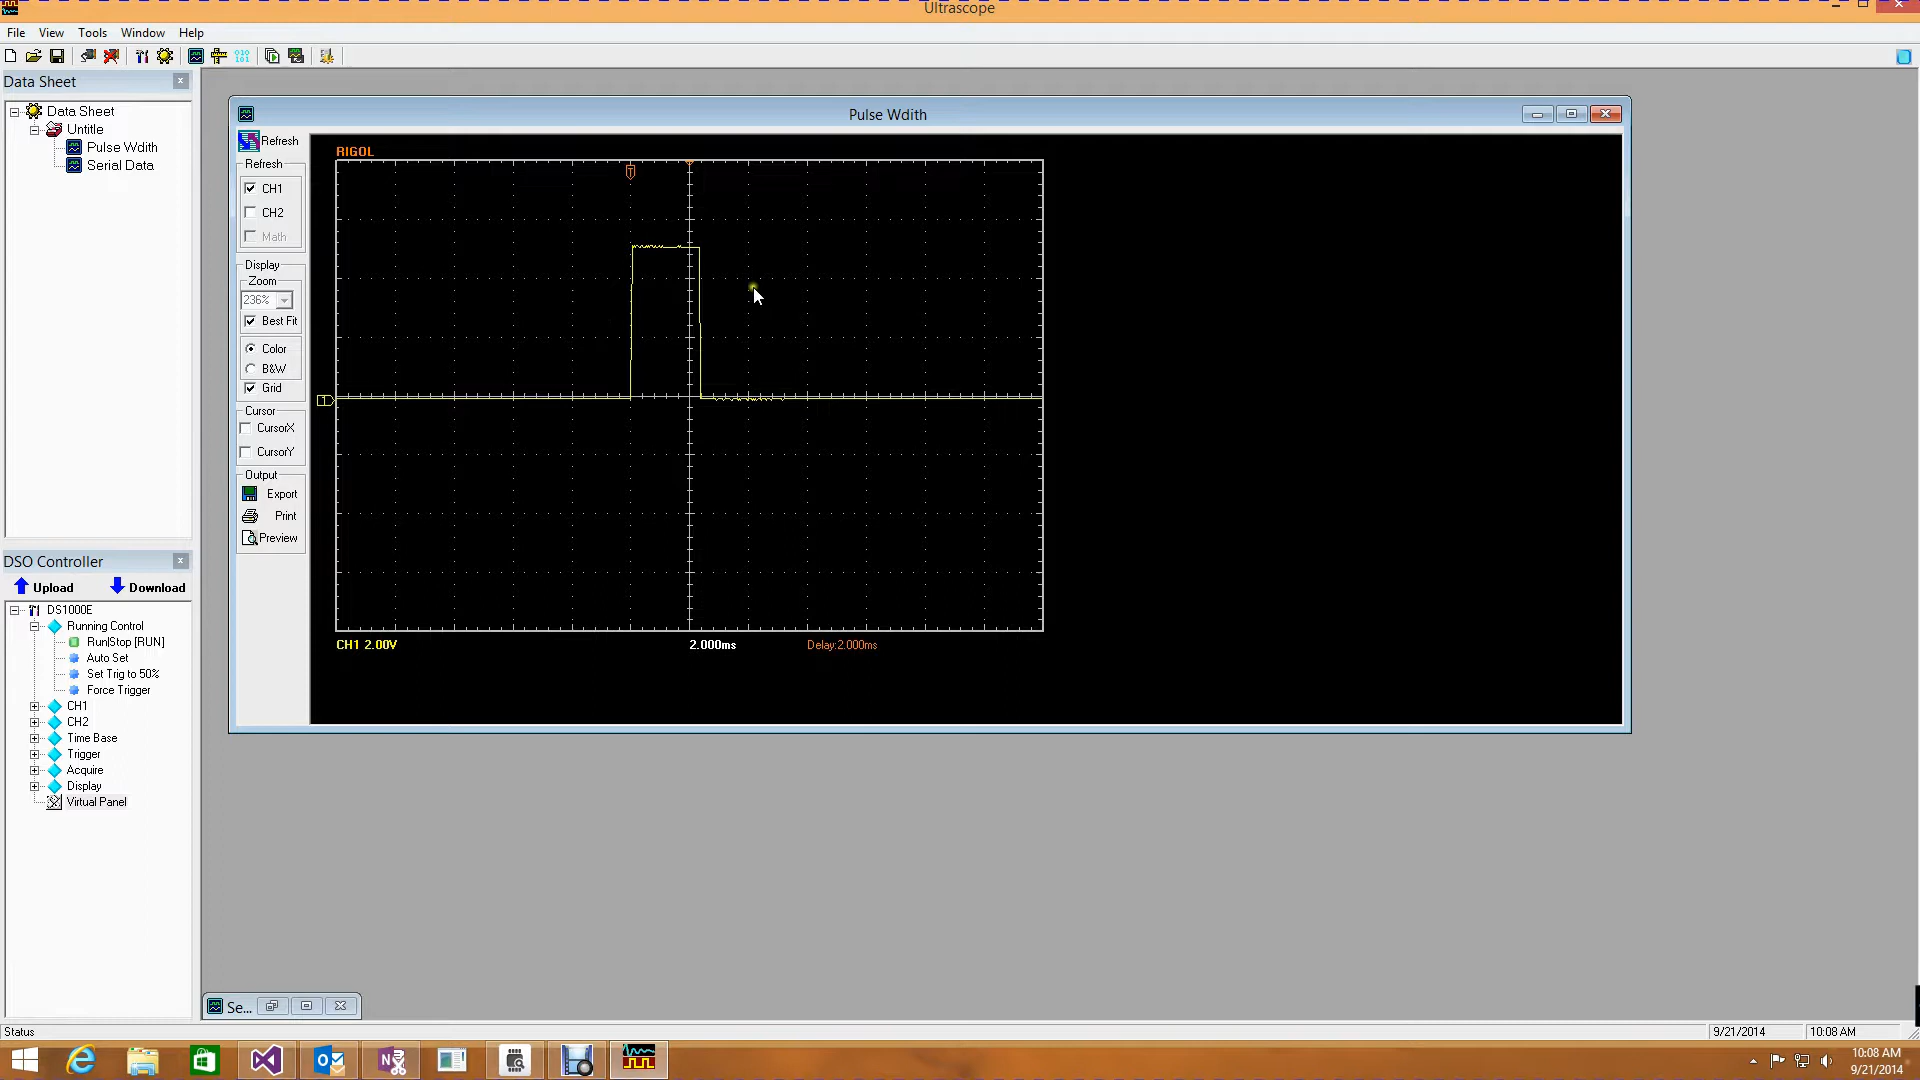 Ultrascope
File View Tools Window Help
Data Sheet
Data Sheet
Untitle
Pulse Wdith
Serial Data
Pulse Wdith
Refresh
Refresh
CH1
CH2
Math
Display
Zoom
236%
Best Fit
Color
B&W
Grid
Cursor
CursorX
CursorY
Output
Export
Print
Preview
RIGOL
T
1
CH1 2.00V 2.000ms Delay:2.000ms
DSO Controller
Upload Download
DS1000E
Running Control
Run|Stop [RUN]
Auto Set
Set Trig to 50%
Force Trigger
CH1
CH2
Time Base
Trigger
Acquire
Display
Virtual Panel
Se...
Status 9/21/2014 10:08 AM
10:08 AM
9/21/2014